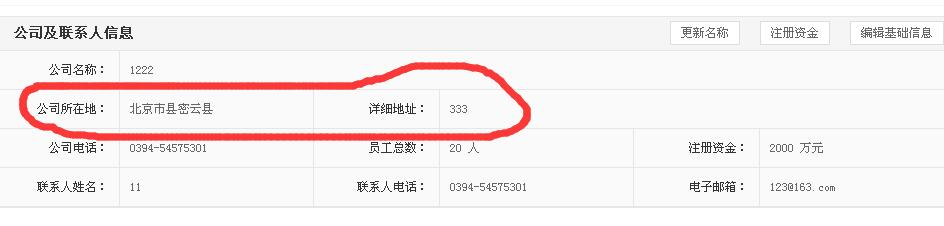 公司及联系人信息 更新名称 注册资金 编辑基础信息
公司名称： 1222
公司所在地： 北京市县密云县 详细地址： 333
公司电话： 0394-54575301 员工总数： 20 人 注册资金： 2000 万元
联系人姓名： 11 联系人电话： 0394-54575301 电子邮箱： 123@163.com